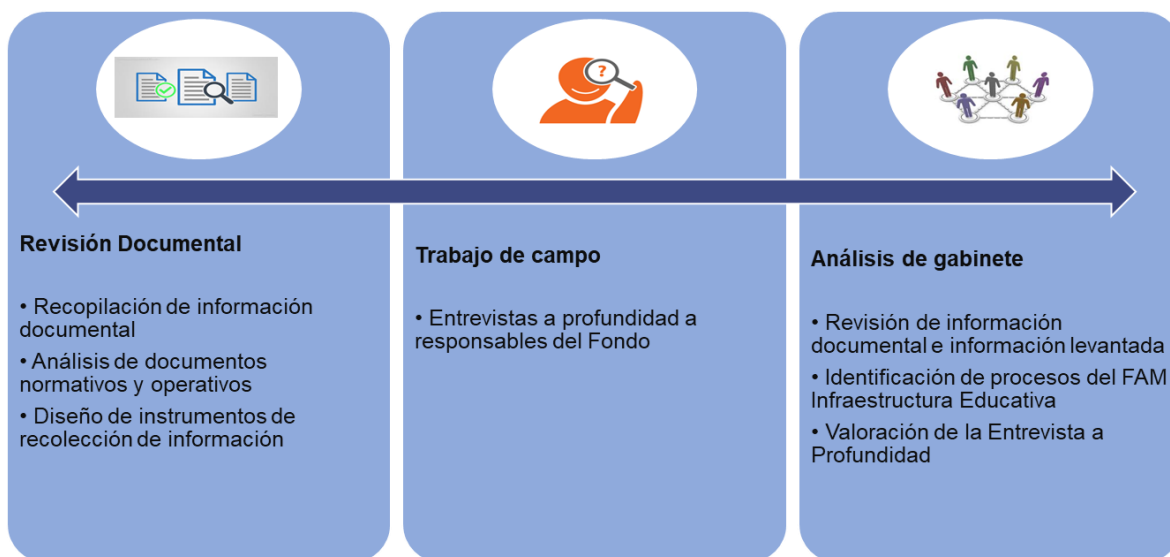 ?
Revisión Documental
• Recopilación de información
documental
• Análisis de documentos
normativos y operativos
• Diseño de instrumentos de
recolección de información
Trabajo de campo
• Entrevistas a profundidad a
responsables del Fondo
Análisis de gabinete
• Revisión de información
documental e información levantada
• Identificación de procesos del FAM
Infraestructura Educativa
• Valoración de la Entrevista a
Profundidad